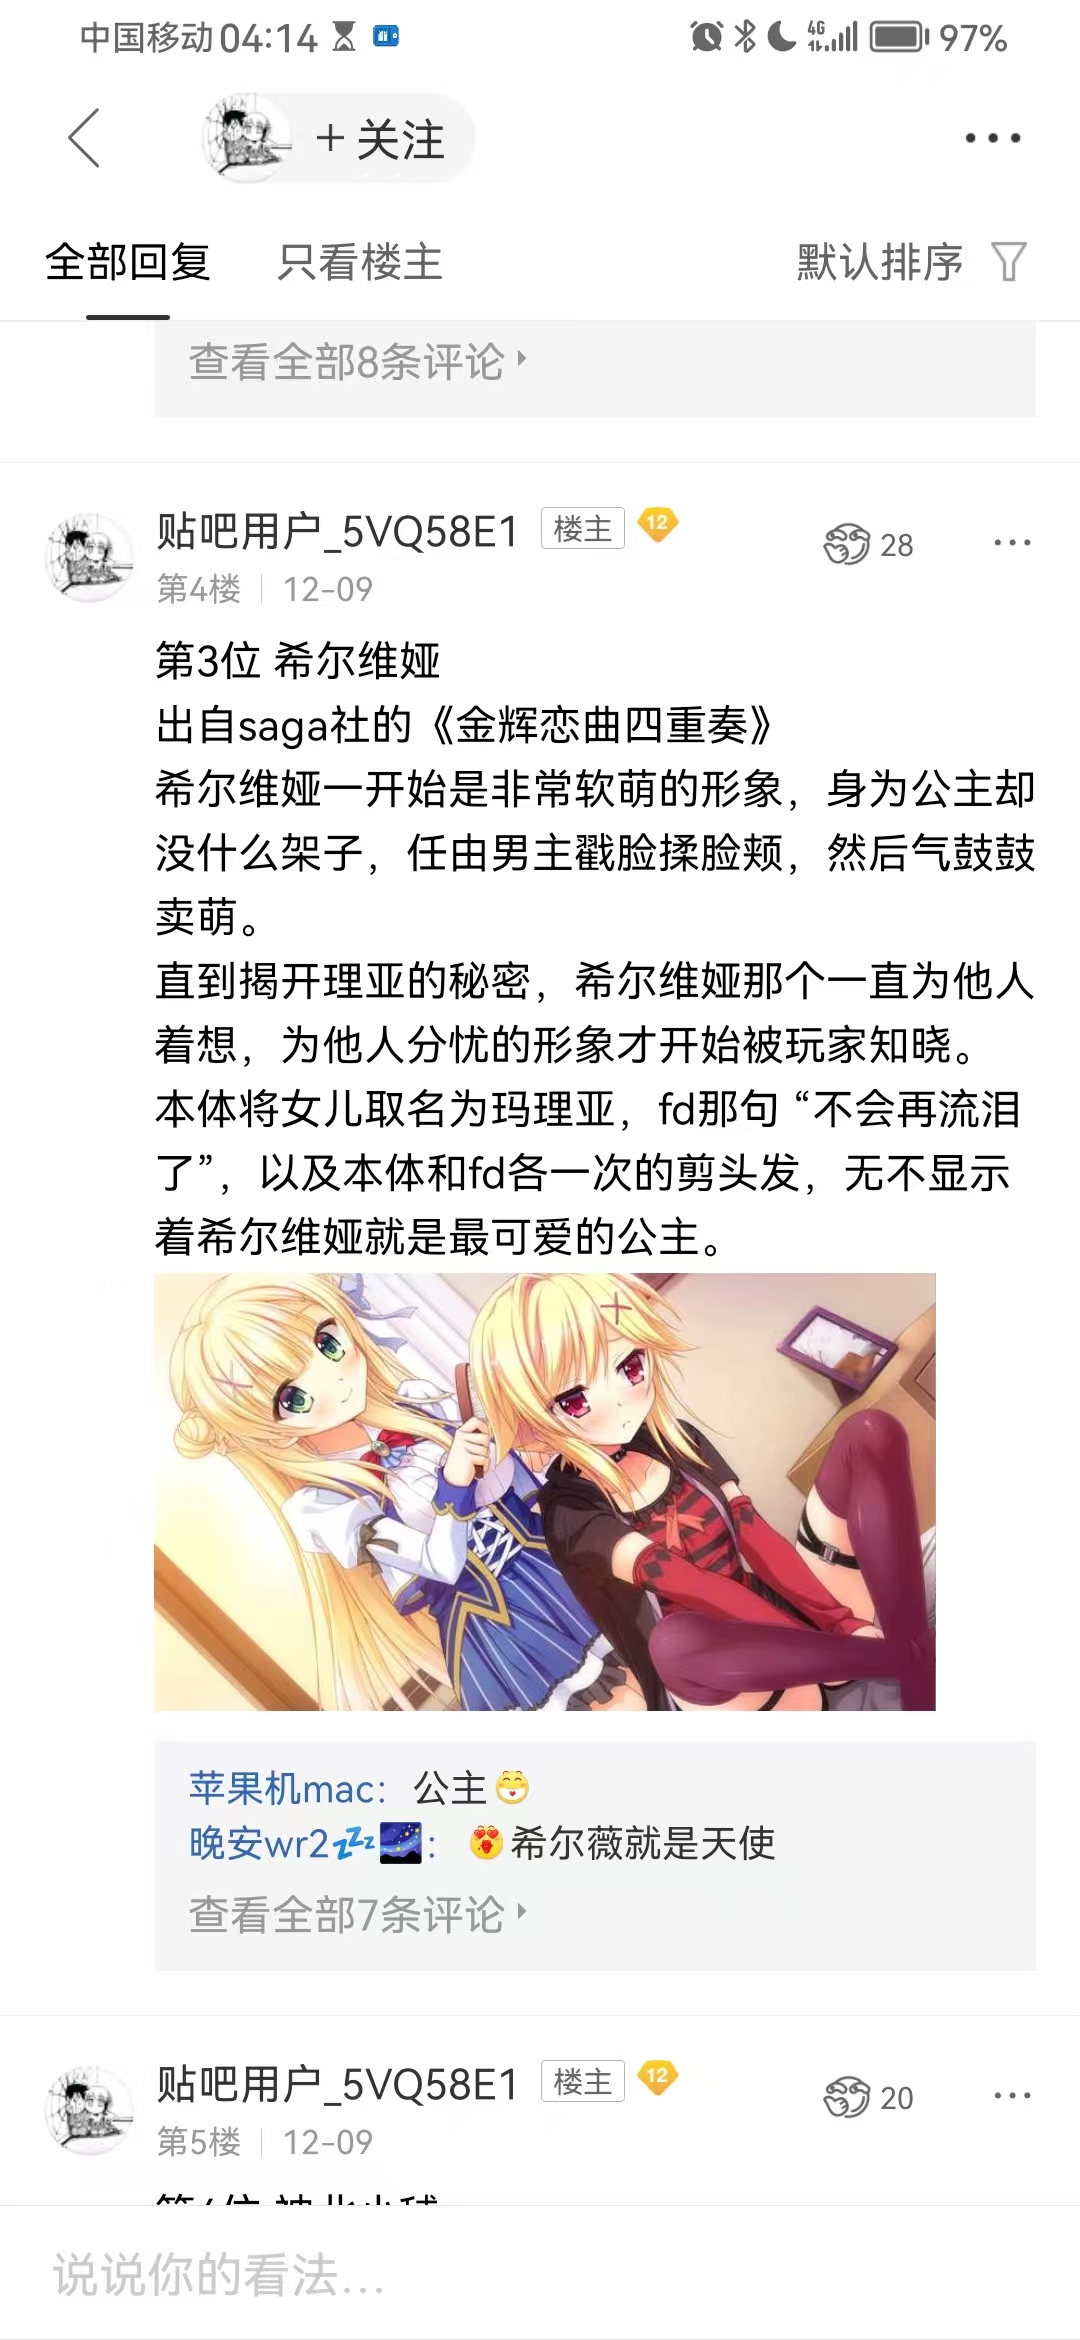 中国移动 04:14 4G 97%
+ 关注
全部回复 只看楼主 默认排序
查看全部8条评论
贴吧用户_5VQ58E1 楼主 12 28
第4楼 12-09
第3位 希尔维娅
出自saga社的《金辉恋曲四重奏》
希尔维娅一开始是非常软萌的形象，身为公主却
没什么架子，任由男主戳脸揉脸颊，然后气鼓鼓
卖萌。
直到揭开理亚的秘密，希尔维娅那个一直为他人
着想，为他人分忧的形象才开始被玩家知晓。
本体将女儿取名为玛理亚，fd那句 “不会再流泪
了”，以及本体和fd各一次的剪头发，无不显示
着希尔维娅就是最可爱的公主。
苹果机mac：公主😁
晚安wr2💤🌌：😍希尔薇就是天使
查看全部7条评论
贴吧用户_5VQ58E1 楼主 12 20
第5楼 12-09
说说你的看法...